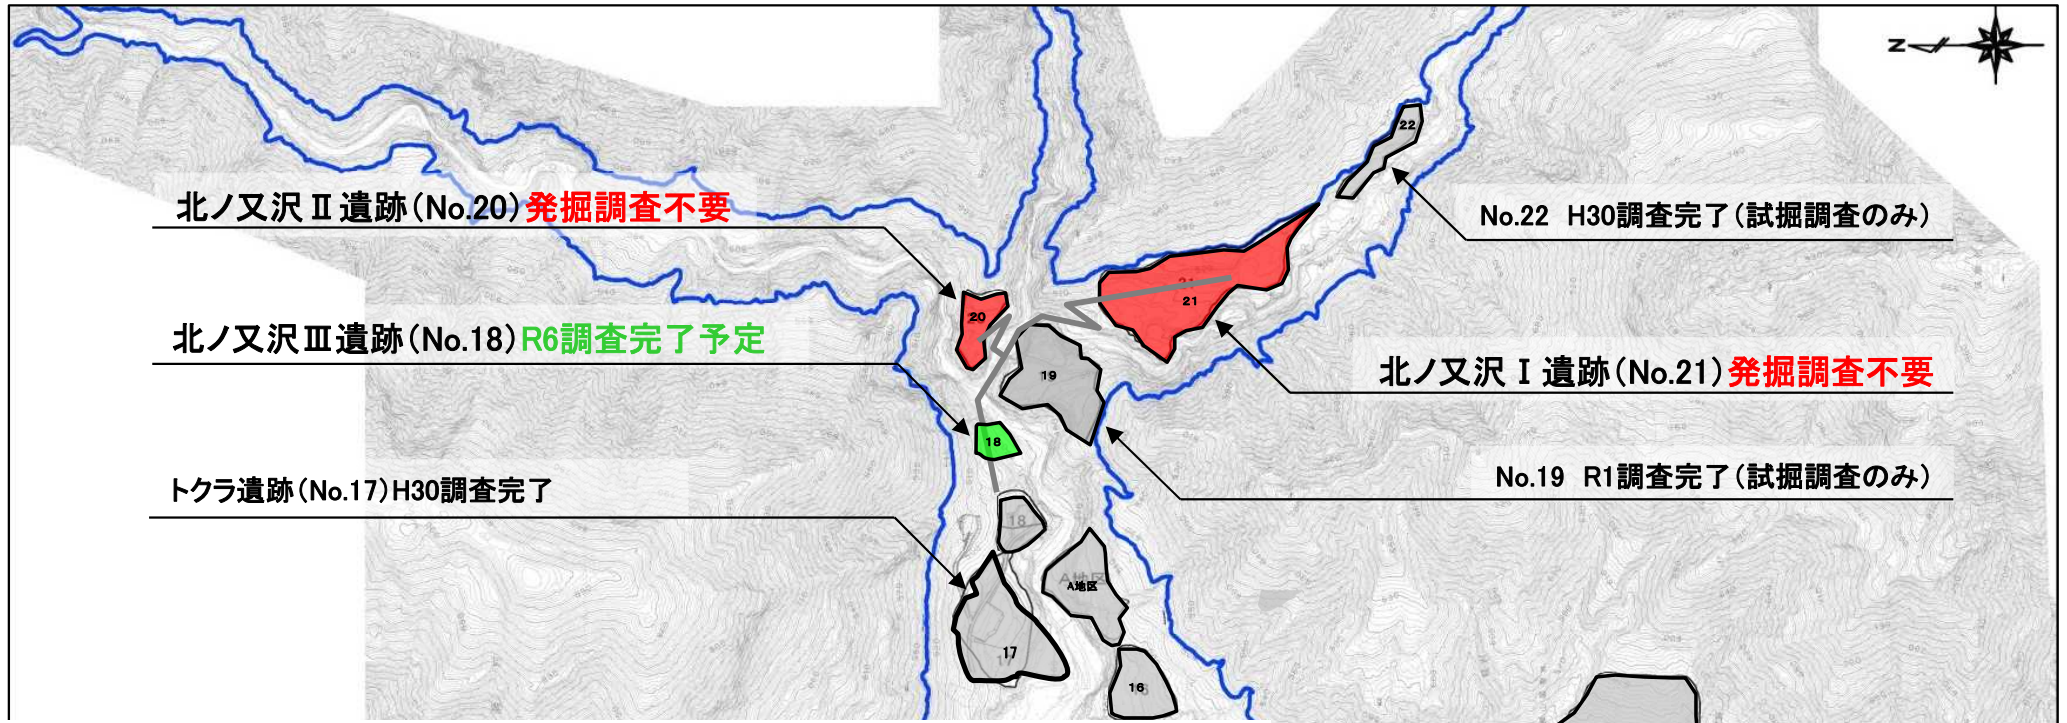 N
22
北ノ又沢Ⅱ遺跡(No.20)発掘調査不要
No.22 H30調査完了(試掘調査のみ)
21
20
北ノ又沢Ⅲ遺跡(No.18)R6調査完了予定
19
北ノ又沢Ⅰ遺跡(No.21)発掘調査不要
18
トクラ遺跡(No.17)H30調査完了
No.19 R1調査完了(試掘調査のみ)
18
A地区
17
16